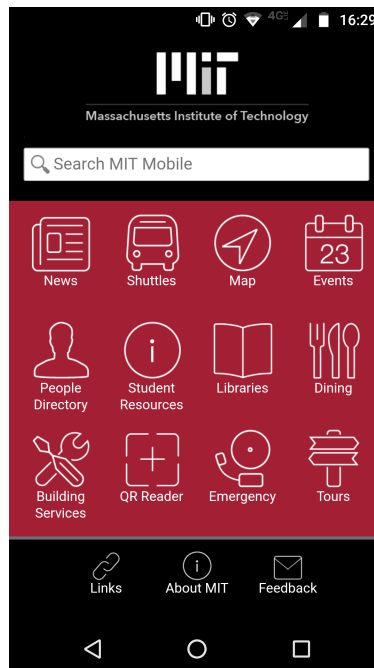 4G
16:29
MIT
Massachusetts Institute of Technology
Search MIT Mobile
23
News
Shuttles
Map
Events
i
People
Directory
Student
Resources
Libraries
Dining
Building
Services
QR Reader
Emergency
Tours
i
Links
About MIT
Feedback